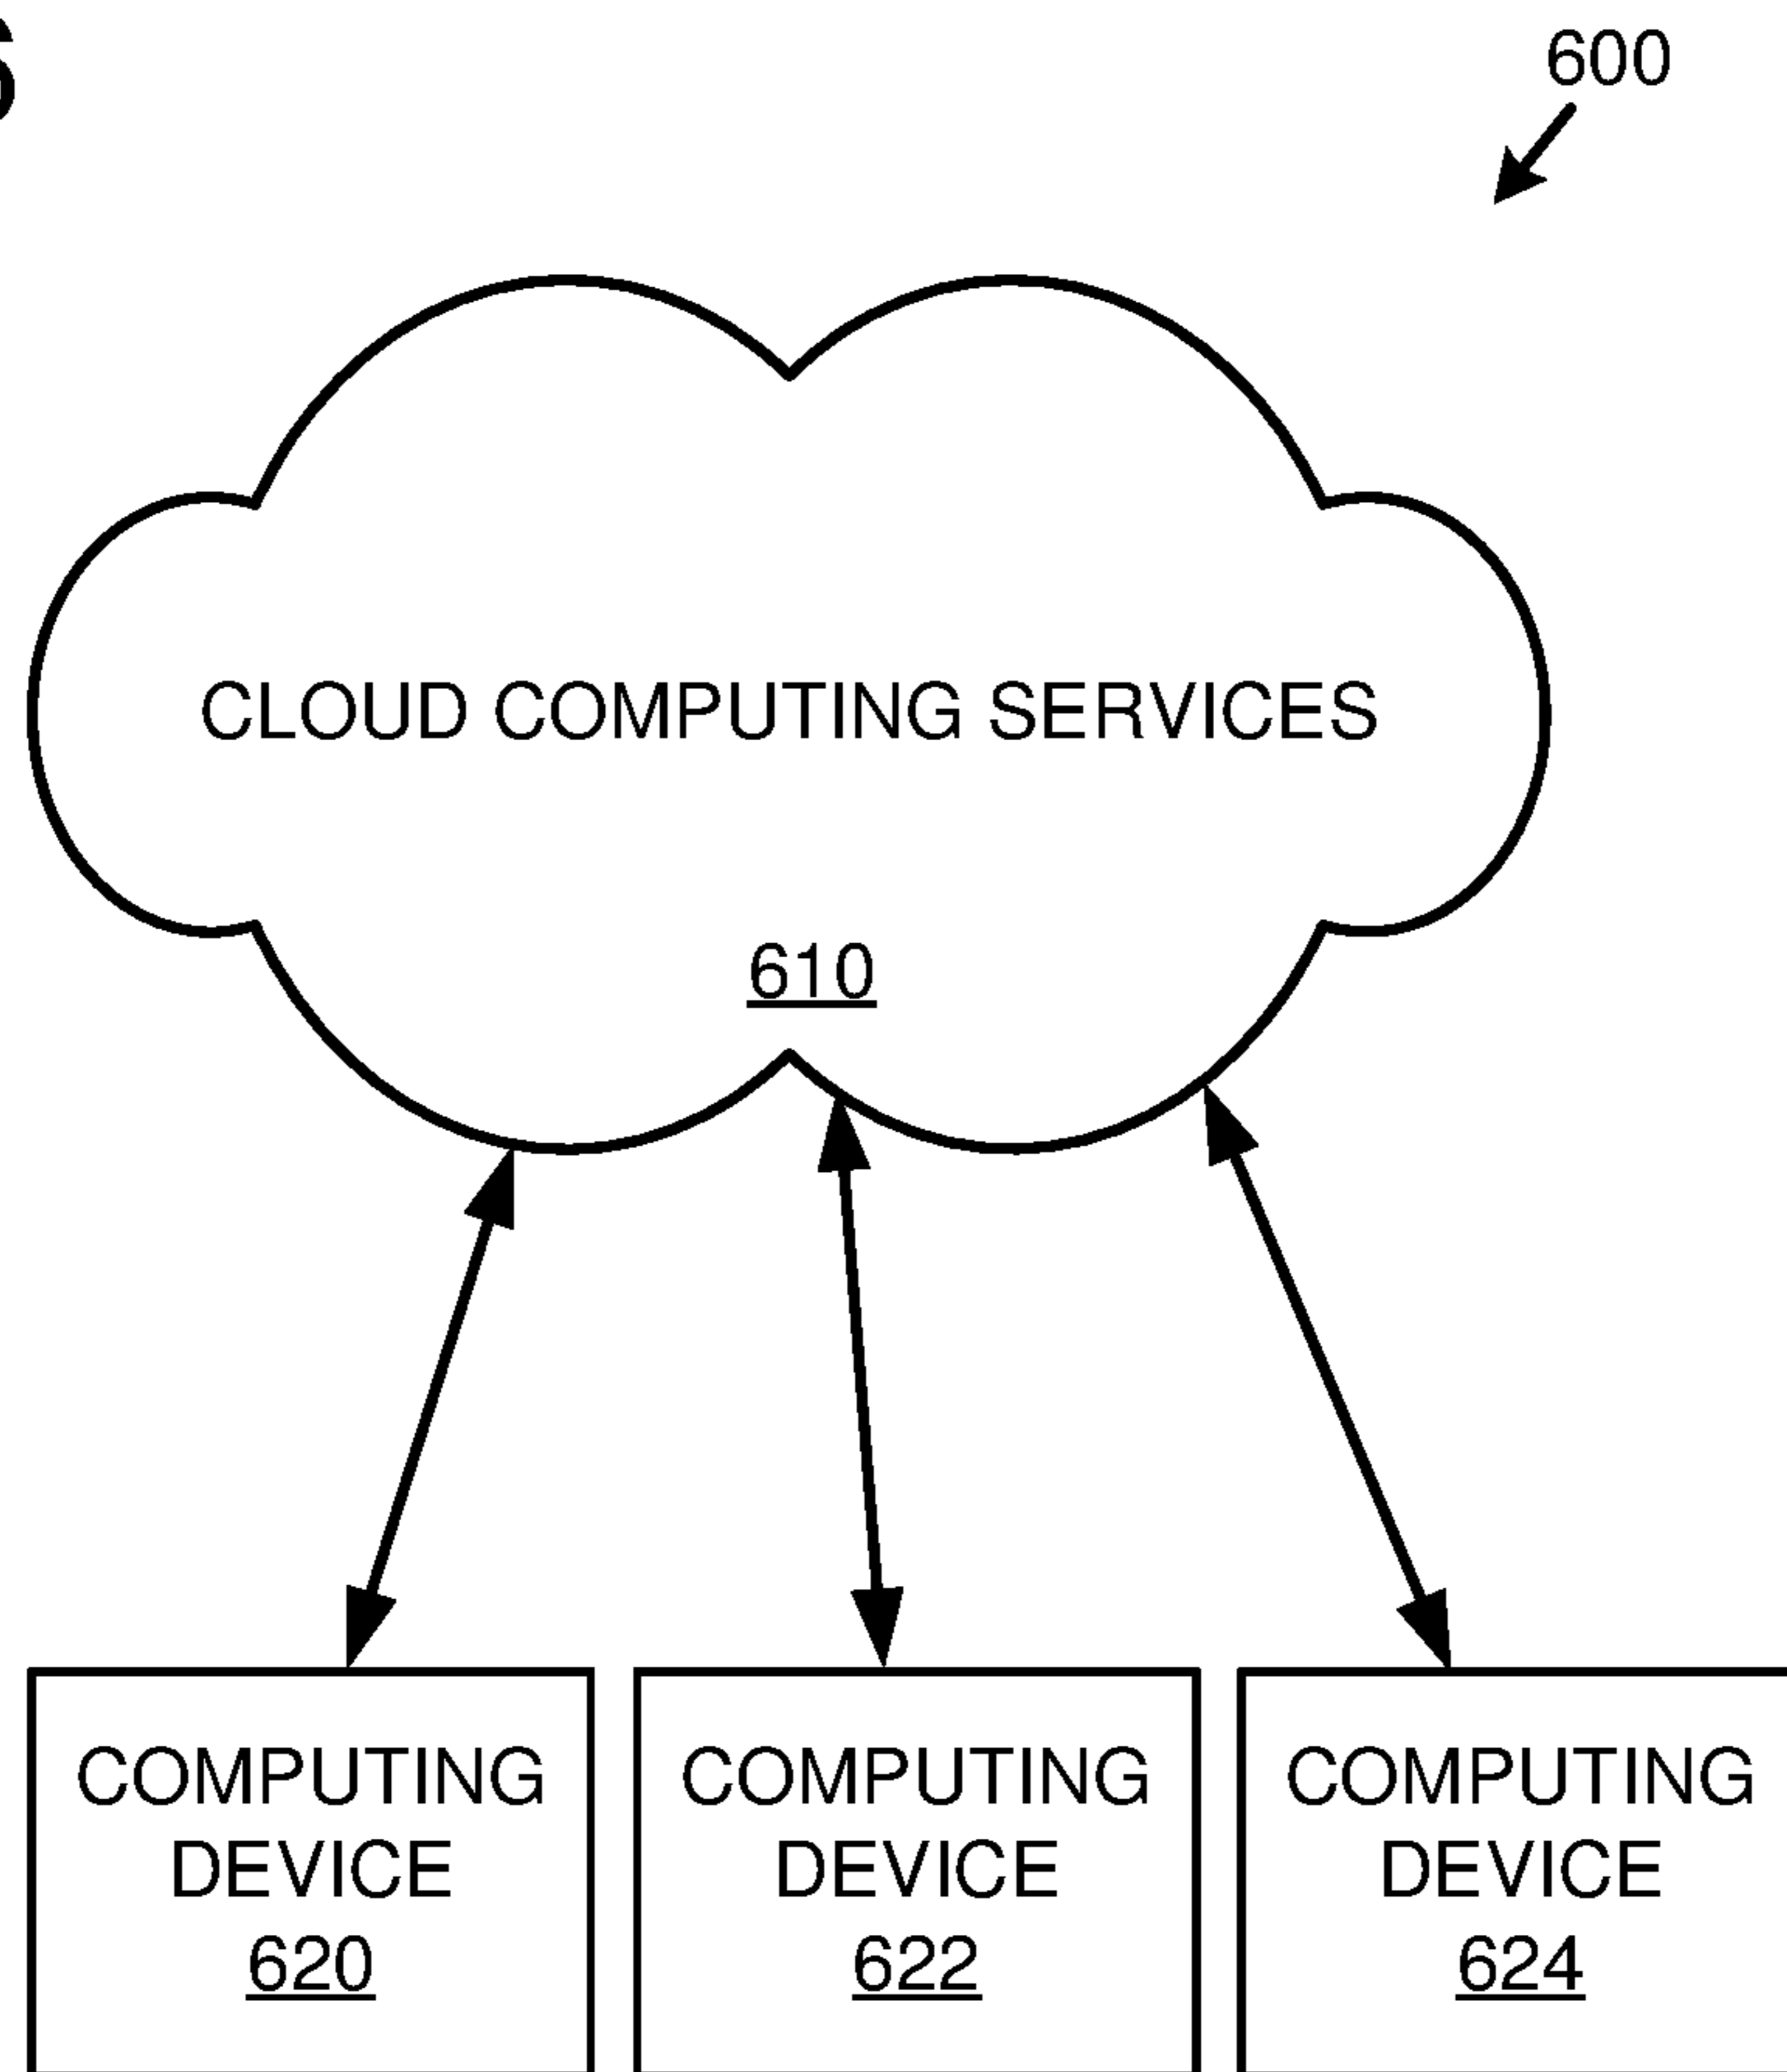 600
CLOUD COMPUTING SERVICES
610
COMPUTING
DEVICE
620
COMPUTING
DEVICE
622
COMPUTING
DEVICE
624